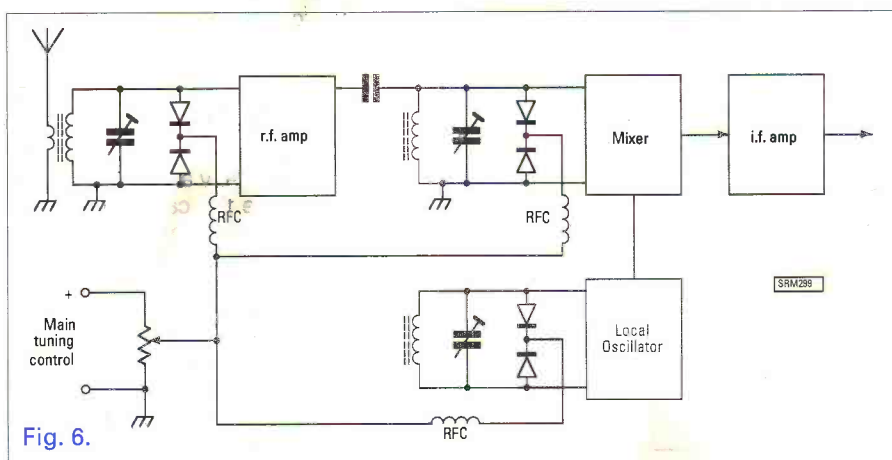 r.f. amp
Mixer
i.f. amp
RFC
RFC
SRM299
+
Main
tuning
control
Local
Oscillator
RFC
Fig. 6.